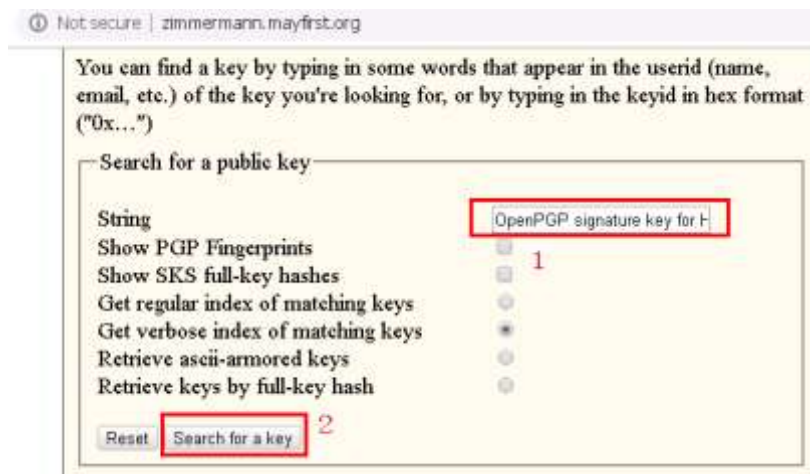 Not secure | zimmermann.mayfirst.org
You can find a key by typing in some words that appear in the userid (name,
email, etc.) of the key you're looking for, or by typing in the keyid in hex format
("0x...")
Search for a public key
String OpenPGP signature key for H
Show PGP Fingerprints
1
Show SKS full-key hashes
Get regular index of matching keys
Get verbose index of matching keys
Retrieve ascii-armored keys
Retrieve keys by full-key hash
Reset Search for a key 2